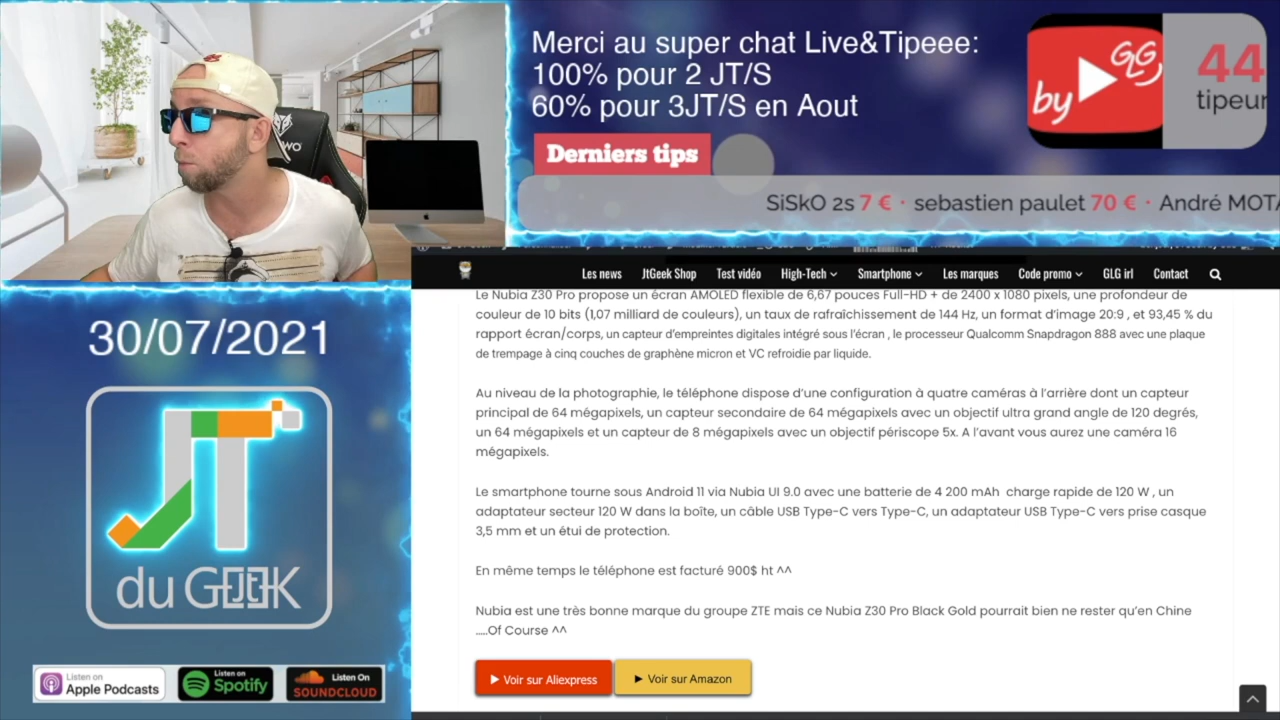 Merci au super chat Live&Tipeee:
100% pour 2 JT/S
60% pour 3JT/S en Aout
Derniers tips
by GLG
44
tipeur
SiSkO 2s 7 € · sebastien paulet 70 € · André MOTA
30/07/2021
JT
du GEEK
Listen on
Apple Podcasts
Listen on
Spotify
Listen On
SOUNDCLOUD
Les news JtGeek Shop Test vidéo High-Tech Smartphone Les marques Code promo GLG irl Contact
Le Nubia Z30 Pro propose un écran AMOLED flexible de 6,67 pouces Full-HD + de 2400 x 1080 pixels, une profondeur
de couleur de 10 bits (1,07 milliard de couleurs), un taux de rafraîchissement de 144 Hz, un format d'image 20:9 , et 93,45 % du
rapport écran/corps, un capteur d'empreintes digitales intégré sous l'écran , le processeur Qualcomm Snapdragon 888 avec une plaque
de trempage à cinq couches de graphène micron et VC refroidie par liquide.
Au niveau de la photographie, le téléphone dispose d'une configuration à quatre caméras à l'arrière dont un capteur
principal de 64 mégapixels, un capteur secondaire de 64 mégapixels avec un objectif ultra grand angle de 120 degrés,
un 64 mégapixels et un capteur de 8 mégapixels avec un objectif périscope 5x. A l'avant vous aurez une caméra 16
mégapixels.
Le smartphone tourne sous Android 11 via Nubia UI 9.0 avec une batterie de 4 200 mAh charge rapide de 120 W , un
adaptateur secteur 120 W dans la boîte, un câble USB Type-C vers Type-C, un adaptateur USB Type-C vers prise casque
3,5 mm et un étui de protection.
En même temps le téléphone est facturé 900$ ht ^^
Nubia est une très bonne marque du groupe ZTE mais ce Nubia Z30 Pro Black Gold pourrait bien ne rester qu'en Chine
.....Of Course ^^
Voir sur Aliexpress
Voir sur Amazon